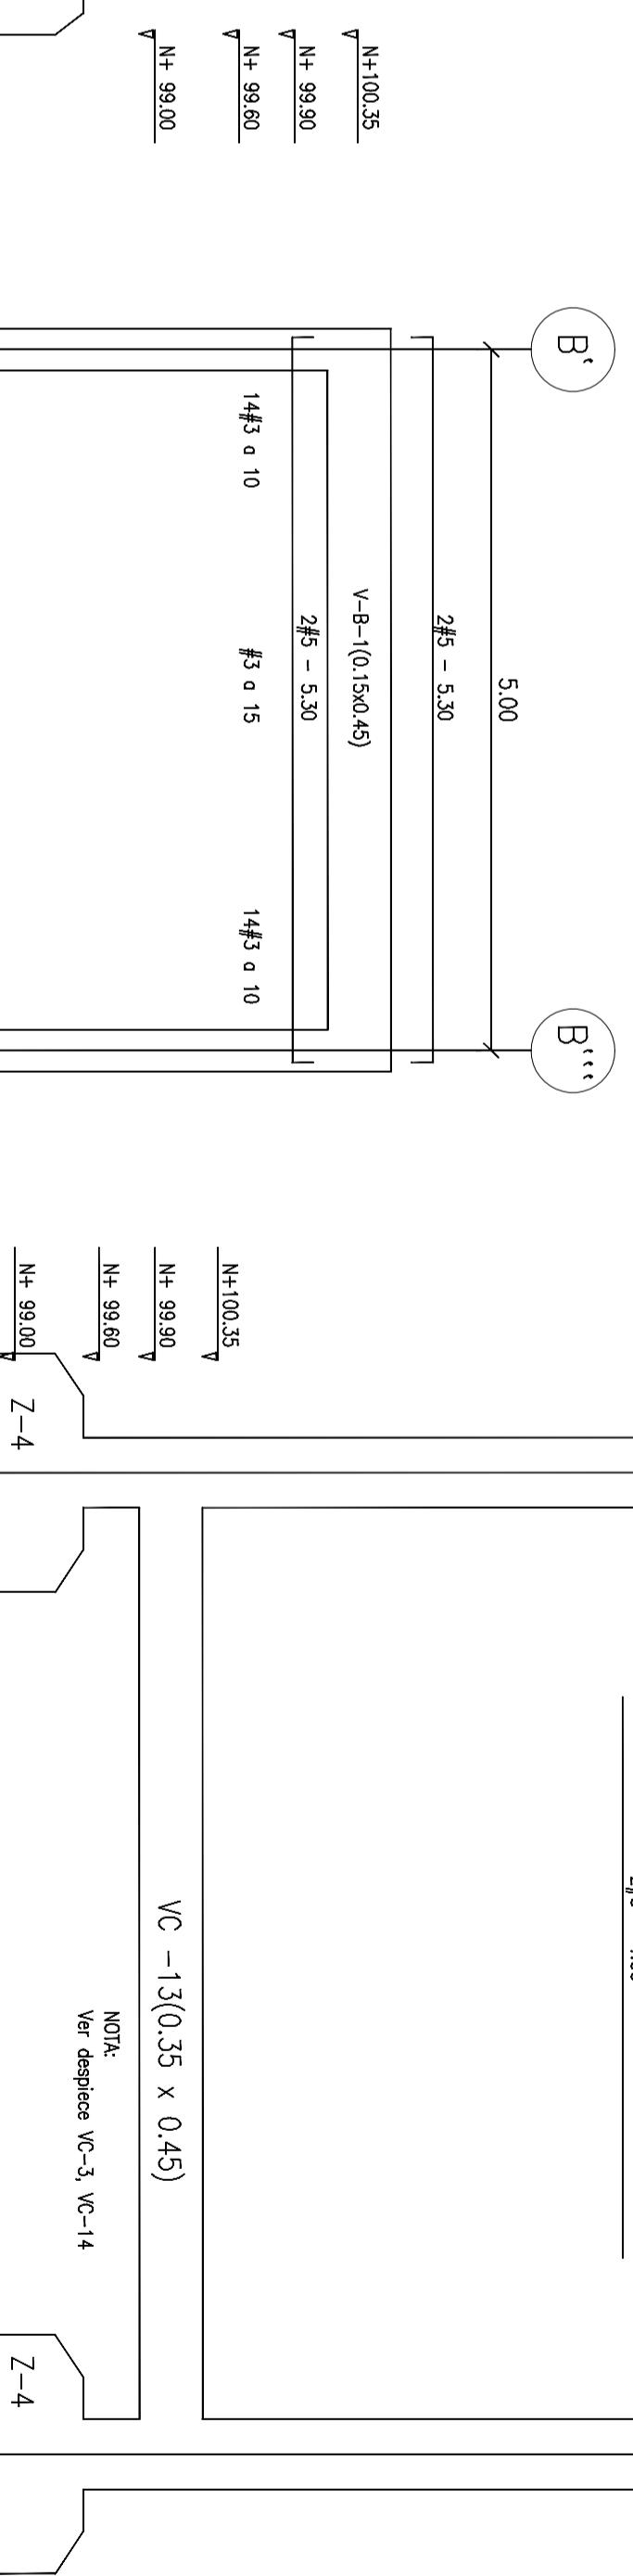 N+100.35
N+ 99.90
N+ 99.60
N+ 99.00
B'
B''''
5.00
2#5 - 5.30
V-B-1(0.15x0.45)
2#5 - 5.30
14#3 a 10
#3 a 15
14#3 a 10
N+100.35
N+ 99.90
N+ 99.60
N+ 99.00
Z-4
VC -13(0.35 x 0.45)
NOTA:
Ver despiece VC-3, VC-14
Z-4